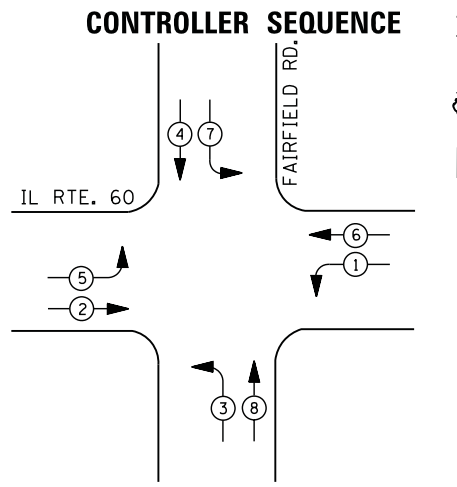 CONTROLLER SEQUENCE
FAIRFIELD RD.
4 7
IL RTE. 60
6
1
5
2
3 8